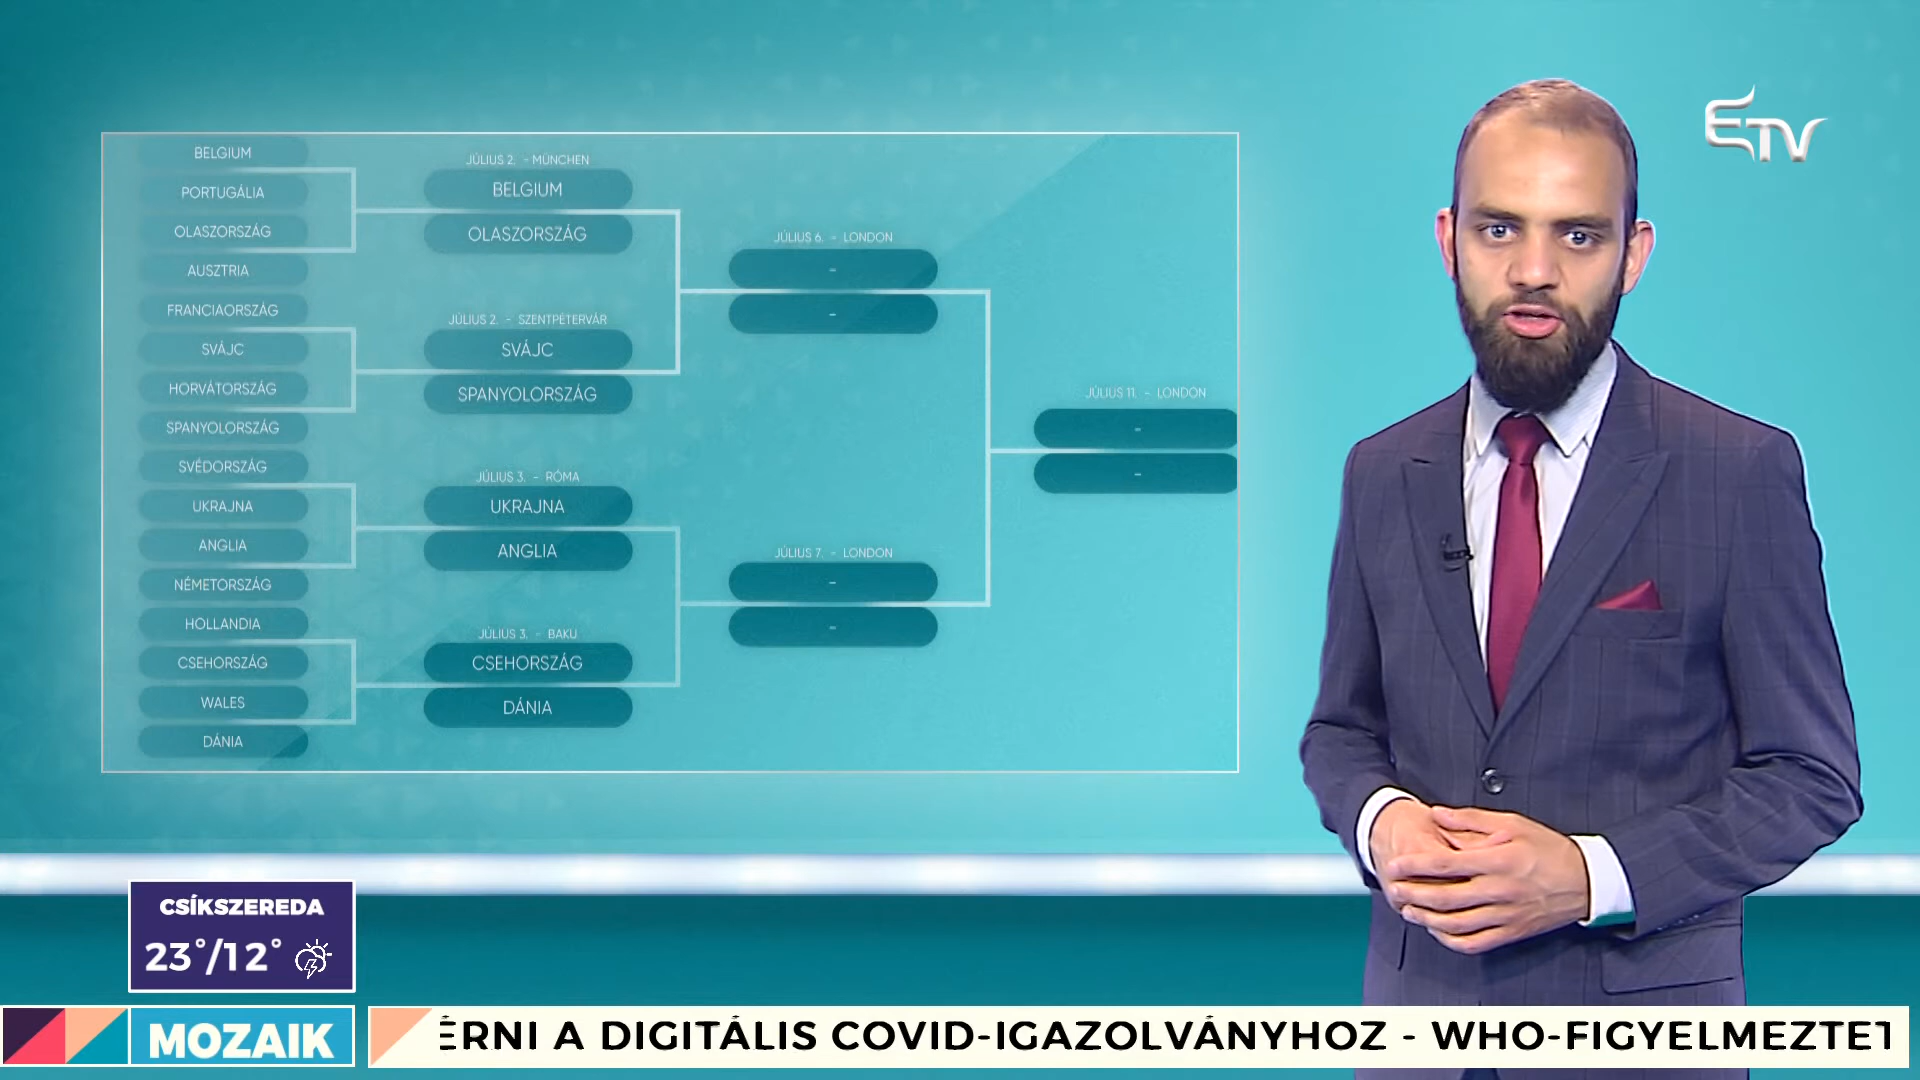 ETV
BELGIUM
PORTUGÁLIA
OLASZORSZÁG
AUSZTRIA
FRANCIAORSZÁG
SVÁJC
HORVÁTORSZÁG
SPANYOLORSZÁG
SVÉDORSZÁG
UKRAJNA
ANGLIA
NÉMETORSZÁG
HOLLANDIA
CSEHORSZÁG
WALES
DÁNIA
JÚLIUS 2. - MÜNCHEN
BELGIUM
OLASZORSZÁG
JÚLIUS 2. - SZENTPÉTERVÁR
SVÁJC
SPANYOLORSZÁG
JÚLIUS 3. - RÓMA
UKRAJNA
ANGLIA
JÚLIUS 3. - BAKU
CSEHORSZÁG
DÁNIA
JÚLIUS 6. - LONDON
-
-
JÚLIUS 7. - LONDON
-
-
JÚLIUS 11. - LONDON
-
-
CSÍKSZEREDA
23°/12°
MOZAIK
ÉRNI A DIGITÁLIS COVID-IGAZOLVÁNYHOZ - WHO-FIGYELMEZTET